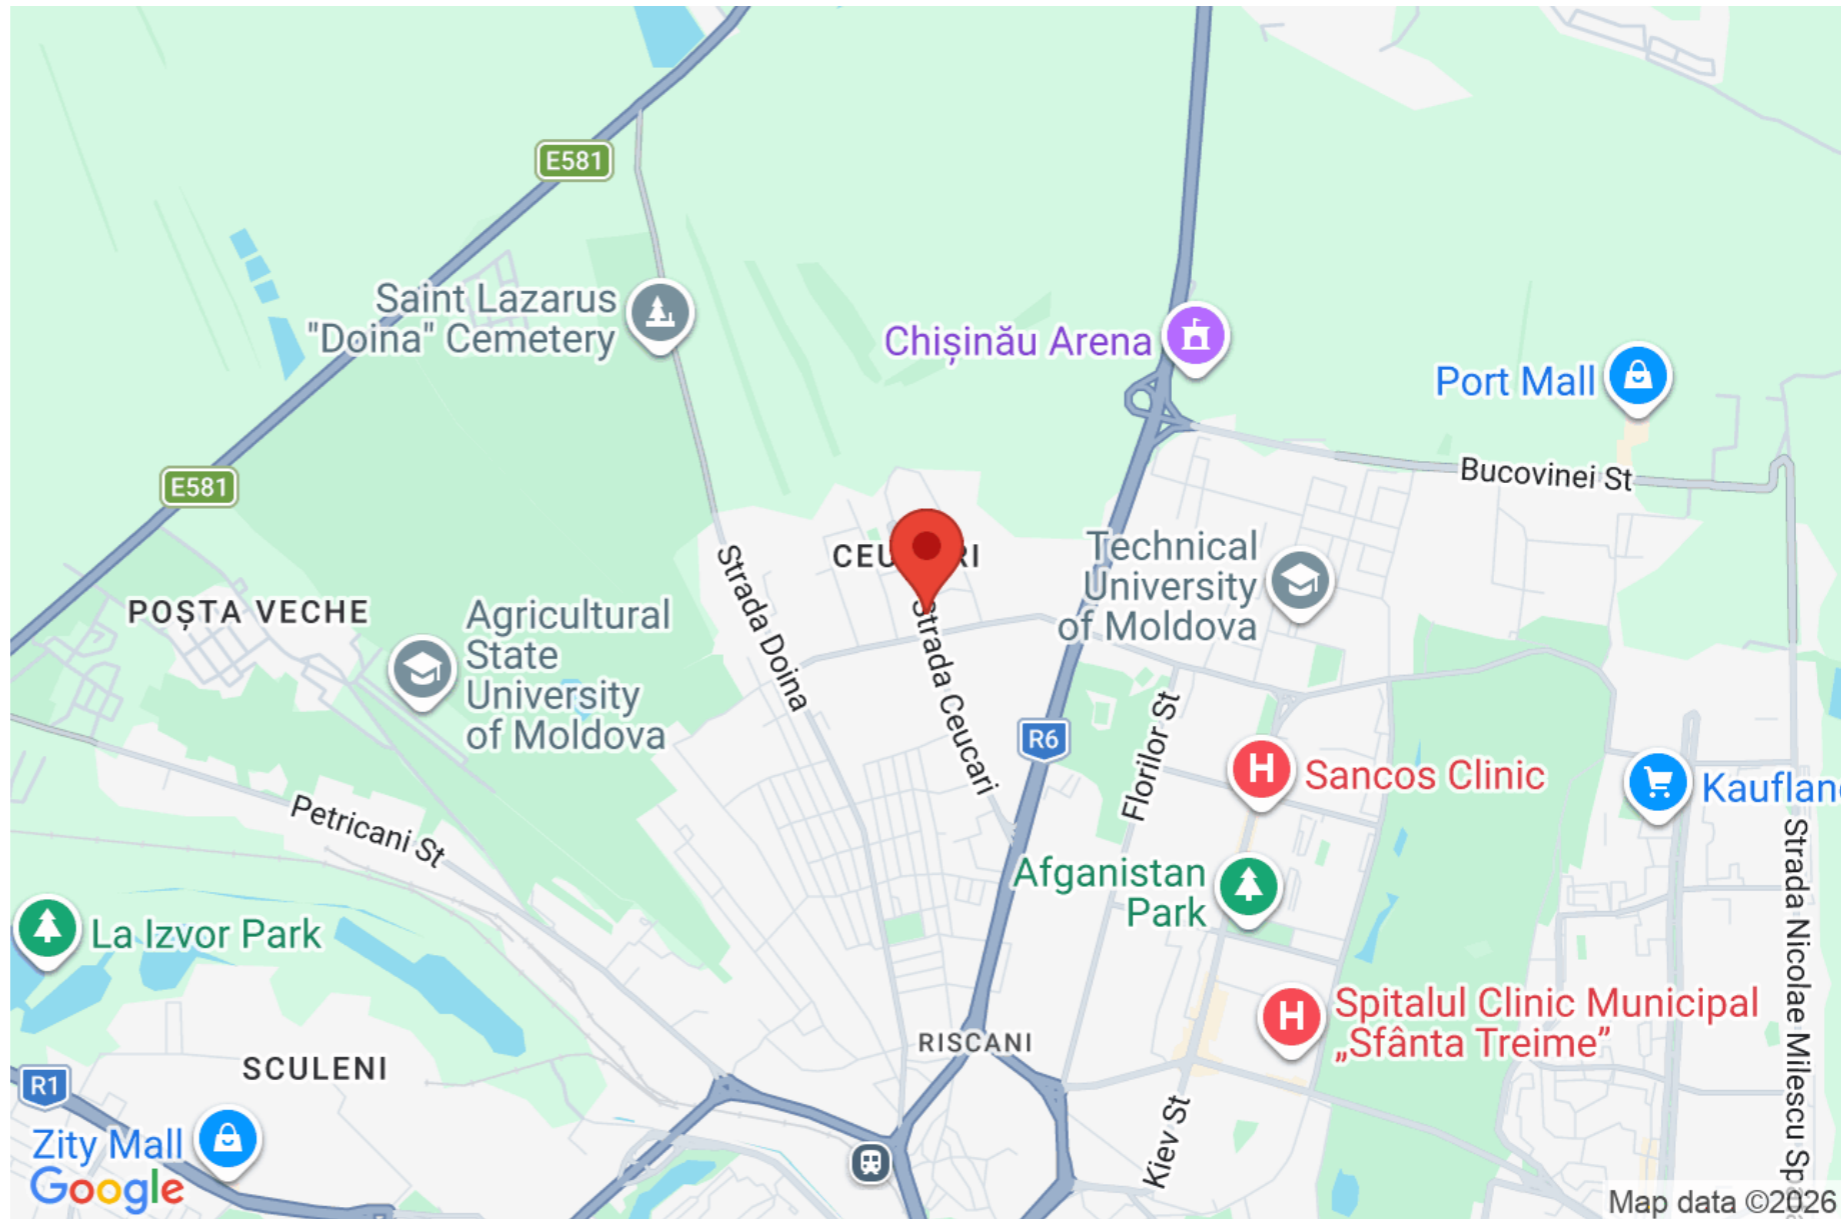 E581
Saint Lazarus
"Doina" Cemetery
Chișinău Arena
Port Mall
E581
Bucovinei St
CEU
RI
Technical
University
of Moldova
POȘTA VECHE
Agricultural
State
University
of Moldova
Strada Doina
Strada Ceucari
R6
Florilor St
Sancos Clinic
H
Kauflan
Petricani St
Afganistan
Park
La Izvor Park
Strada Nicolae Milescu Sp
H
Spitalul Clinic Municipal
„Sfânta Treime”
RISCANI
SCULENI
R1
Kiev St
Zity Mall
Google
Map data ©2026